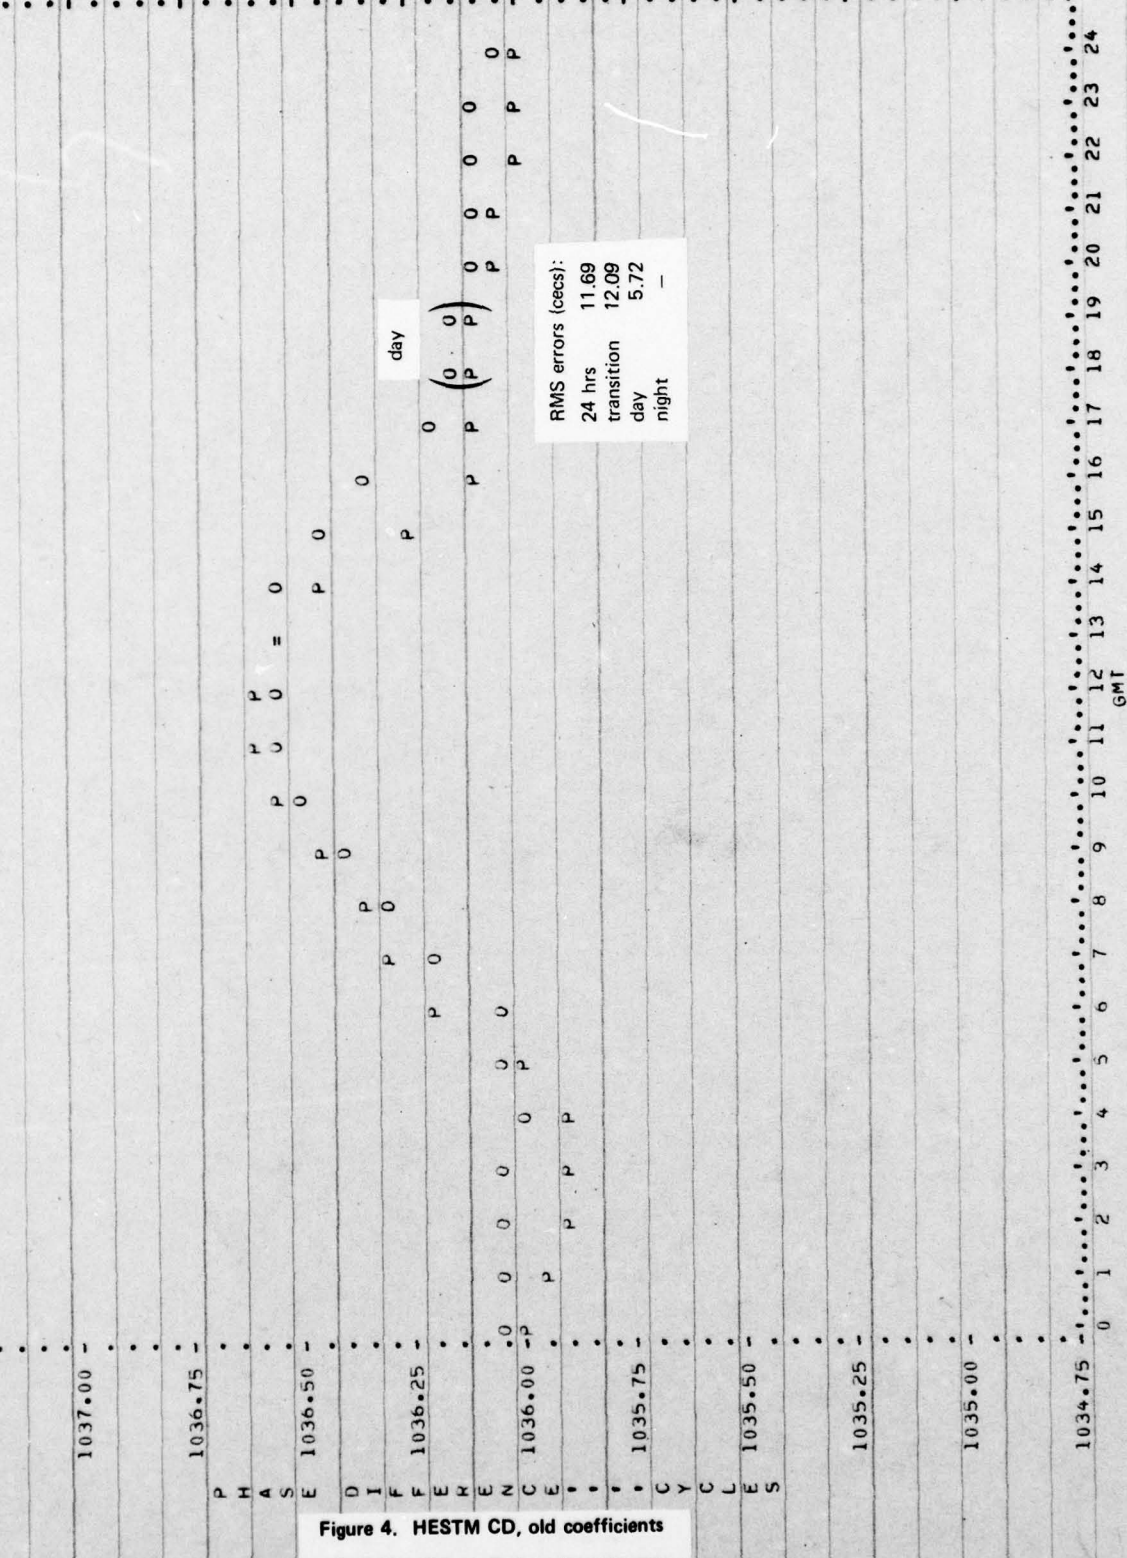 PHASE DIFFERENCE''''CYCLES
1037.00
1036.75
1036.50
1036.25
1036.00
1035.75
1035.50
1035.25
1035.00
1034.75
day
RMS errors (cecs):
24 hrs 11.69
transition 12.09
day 5.72
night —
0 1 2 3 4 5 6 7 8 9 10 11 12 13 14 15 16 17 18 19 20 21 22 23 24
GMT
Figure 4. HESTM CD, old coefficients